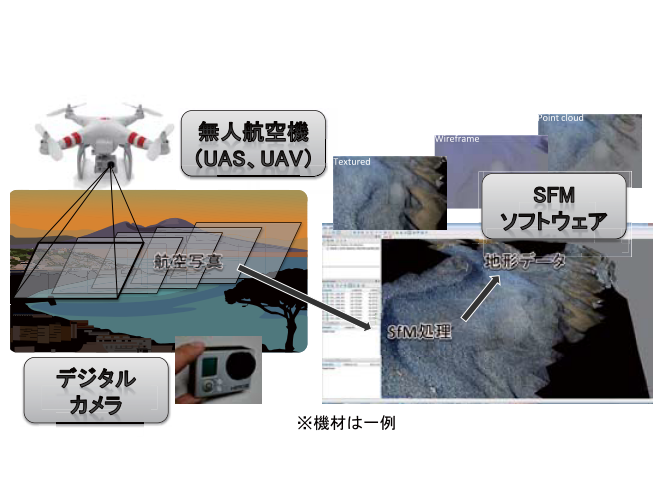 無人航空機
（UAS、UAV）
Point cloud
Wireframe
Textured
SFM
ソフトウェア
航空写真
地形データ
SfM処理
デジタル
カメラ
※機材は一例